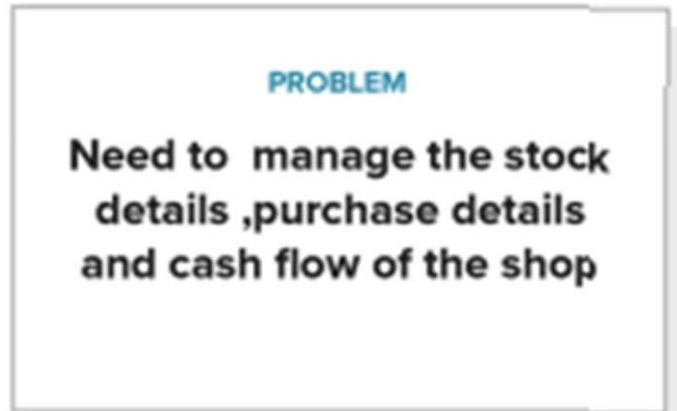 PROBLEM
Need to  manage the stock
details ,purchase details
and cash flow of the shop